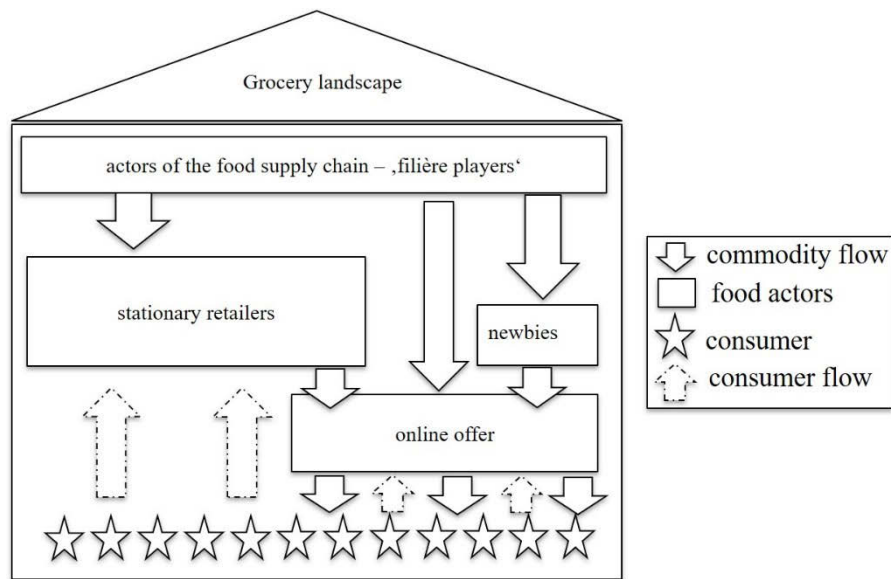 Grocery landscape
actors of the food supply chain – ‚filière players‘
stationary retailers
newbies
online offer
commodity flow
food actors
consumer
consumer flow